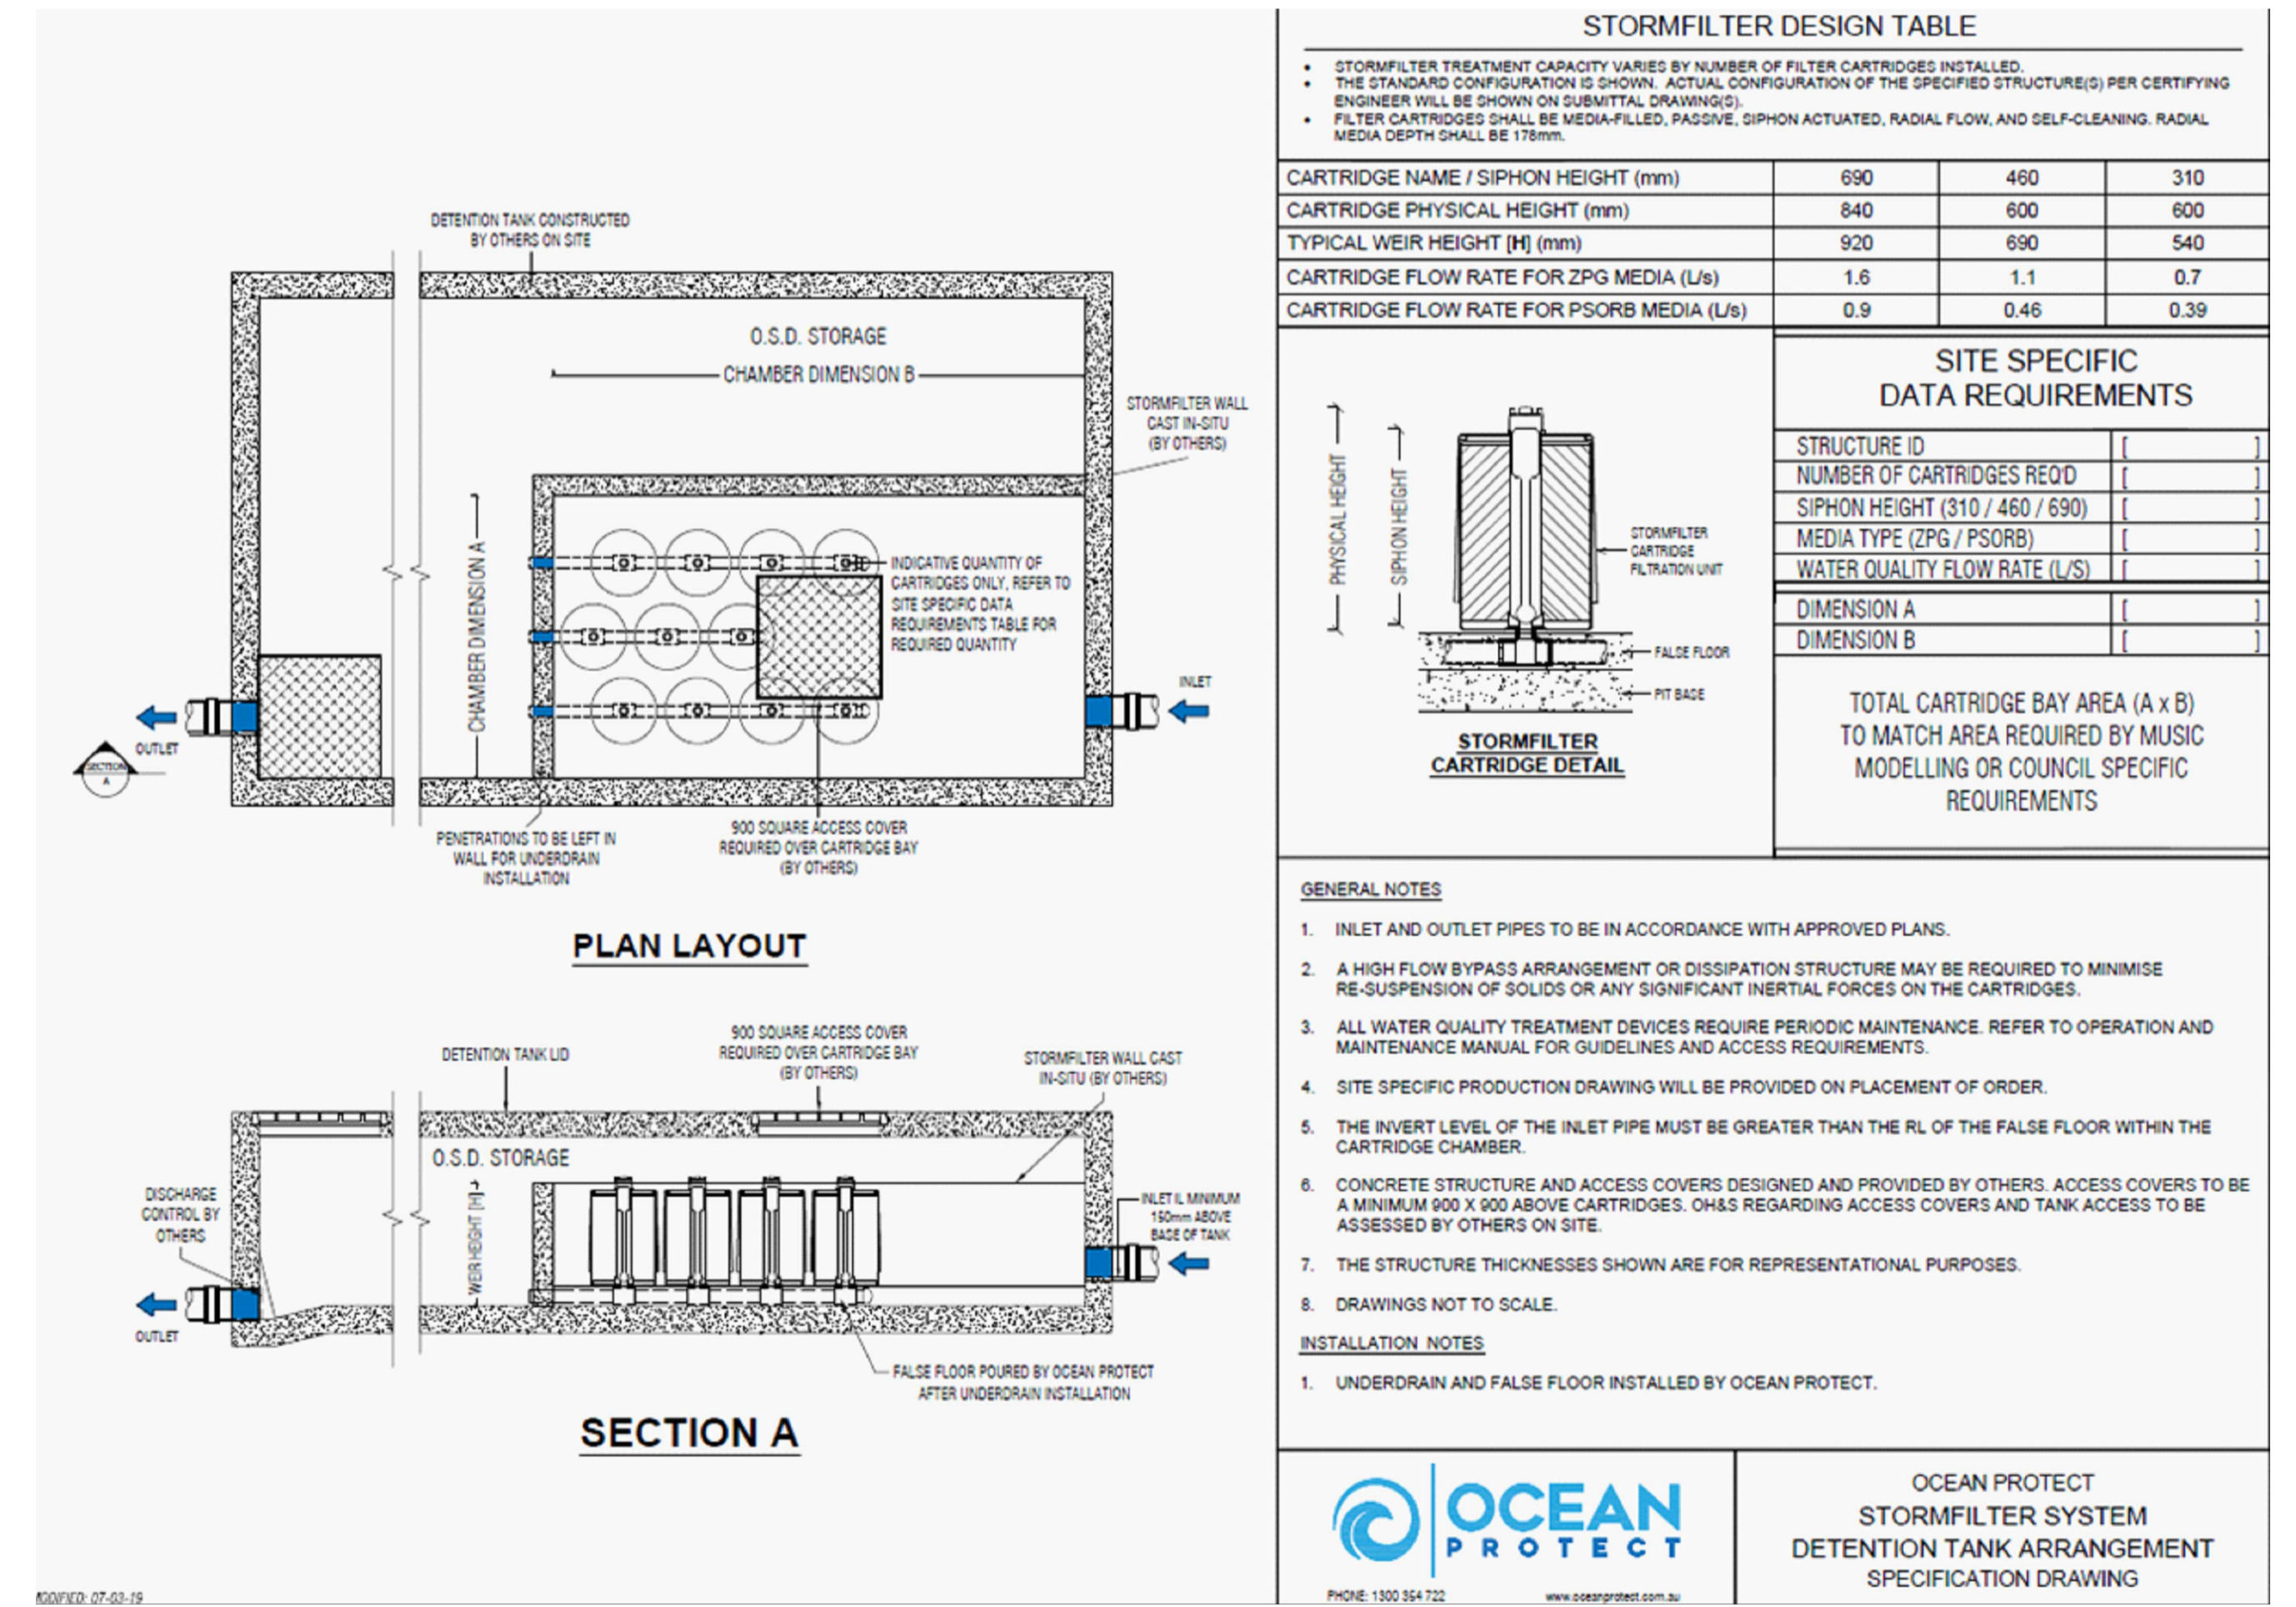 DETENTION TANK CONSTRUCTED
BY OTHERS ON SITE
O.S.D. STORAGE
CHAMBER DIMENSION B
STORMFILTER WALL
CAST IN-SITU
(BY OTHERS)
CHAMBER DIMENSION A
INDICATIVE QUANTITY OF
CARTRIDGES ONLY, REFER TO
SITE SPECIFIC DATA
REQUIREMENTS TABLE FOR
REQUIRED QUANTITY
INLET
OUTLET
SECTION
A
PENETRATIONS TO BE LEFT IN
WALL FOR UNDERDRAIN
INSTALLATION
900 SQUARE ACCESS COVER
REQUIRED OVER CARTRIDGE BAY
(BY OTHERS)
PLAN LAYOUT
DETENTION TANK LID
900 SQUARE ACCESS COVER
REQUIRED OVER CARTRIDGE BAY
(BY OTHERS)
STORMFILTER WALL CAST
IN-SITU (BY OTHERS)
O.S.D. STORAGE
DISCHARGE
CONTROL BY
OTHERS
WEIR HEIGHT [H]
INLET IL MINIMUM
150mm ABOVE
BASE OF TANK
OUTLET
FALSE FLOOR POURED BY OCEAN PROTECT
AFTER UNDERDRAIN INSTALLATION
SECTION A
MODIFIED: 07-03-19
STORMFILTER DESIGN TABLE
• STORMFILTER TREATMENT CAPACITY VARIES BY NUMBER OF FILTER CARTRIDGES INSTALLED.
• THE STANDARD CONFIGURATION IS SHOWN. ACTUAL CONFIGURATION OF THE SPECIFIED STRUCTURE(S) PER CERTIFYING
ENGINEER WILL BE SHOWN ON SUBMITTAL DRAWING(S).
• FILTER CARTRIDGES SHALL BE MEDIA-FILLED, PASSIVE, SIPHON ACTUATED, RADIAL FLOW, AND SELF-CLEANING. RADIAL
MEDIA DEPTH SHALL BE 178mm.
CARTRIDGE NAME / SIPHON HEIGHT (mm) 690 460 310
CARTRIDGE PHYSICAL HEIGHT (mm) 840 600 600
TYPICAL WEIR HEIGHT [H] (mm) 920 690 540
CARTRIDGE FLOW RATE FOR ZPG MEDIA (L/s) 1.6 1.1 0.7
CARTRIDGE FLOW RATE FOR PSORB MEDIA (L/s) 0.9 0.46 0.39
PHYSICAL HEIGHT
SIPHON HEIGHT
STORMFILTER
CARTRIDGE
FILTRATION UNIT
FALSE FLOOR
PIT BASE
STORMFILTER
CARTRIDGE DETAIL
SITE SPECIFIC
DATA REQUIREMENTS
STRUCTURE ID [ ]
NUMBER OF CARTRIDGES REQ'D [ ]
SIPHON HEIGHT (310 / 460 / 690) [ ]
MEDIA TYPE (ZPG / PSORB) [ ]
WATER QUALITY FLOW RATE (L/S) [ ]
DIMENSION A [ ]
DIMENSION B [ ]
TOTAL CARTRIDGE BAY AREA (A x B)
TO MATCH AREA REQUIRED BY MUSIC
MODELLING OR COUNCIL SPECIFIC
REQUIREMENTS
GENERAL NOTES
1. INLET AND OUTLET PIPES TO BE IN ACCORDANCE WITH APPROVED PLANS.
2. A HIGH FLOW BYPASS ARRANGEMENT OR DISSIPATION STRUCTURE MAY BE REQUIRED TO MINIMISE
RE-SUSPENSION OF SOLIDS OR ANY SIGNIFICANT INERTIAL FORCES ON THE CARTRIDGES.
3. ALL WATER QUALITY TREATMENT DEVICES REQUIRE PERIODIC MAINTENANCE. REFER TO OPERATION AND
MAINTENANCE MANUAL FOR GUIDELINES AND ACCESS REQUIREMENTS.
4. SITE SPECIFIC PRODUCTION DRAWING WILL BE PROVIDED ON PLACEMENT OF ORDER.
5. THE INVERT LEVEL OF THE INLET PIPE MUST BE GREATER THAN THE RL OF THE FALSE FLOOR WITHIN THE
CARTRIDGE CHAMBER.
6. CONCRETE STRUCTURE AND ACCESS COVERS DESIGNED AND PROVIDED BY OTHERS. ACCESS COVERS TO BE
A MINIMUM 900 X 900 ABOVE CARTRIDGES. OH&S REGARDING ACCESS COVERS AND TANK ACCESS TO BE
ASSESSED BY OTHERS ON SITE.
7. THE STRUCTURE THICKNESSES SHOWN ARE FOR REPRESENTATIONAL PURPOSES.
8. DRAWINGS NOT TO SCALE.
INSTALLATION NOTES
1. UNDERDRAIN AND FALSE FLOOR INSTALLED BY OCEAN PROTECT.
OCEAN
PROTECT
PHONE: 1300 354 722 www.oceanprotect.com.au
OCEAN PROTECT
STORMFILTER SYSTEM
DETENTION TANK ARRANGEMENT
SPECIFICATION DRAWING